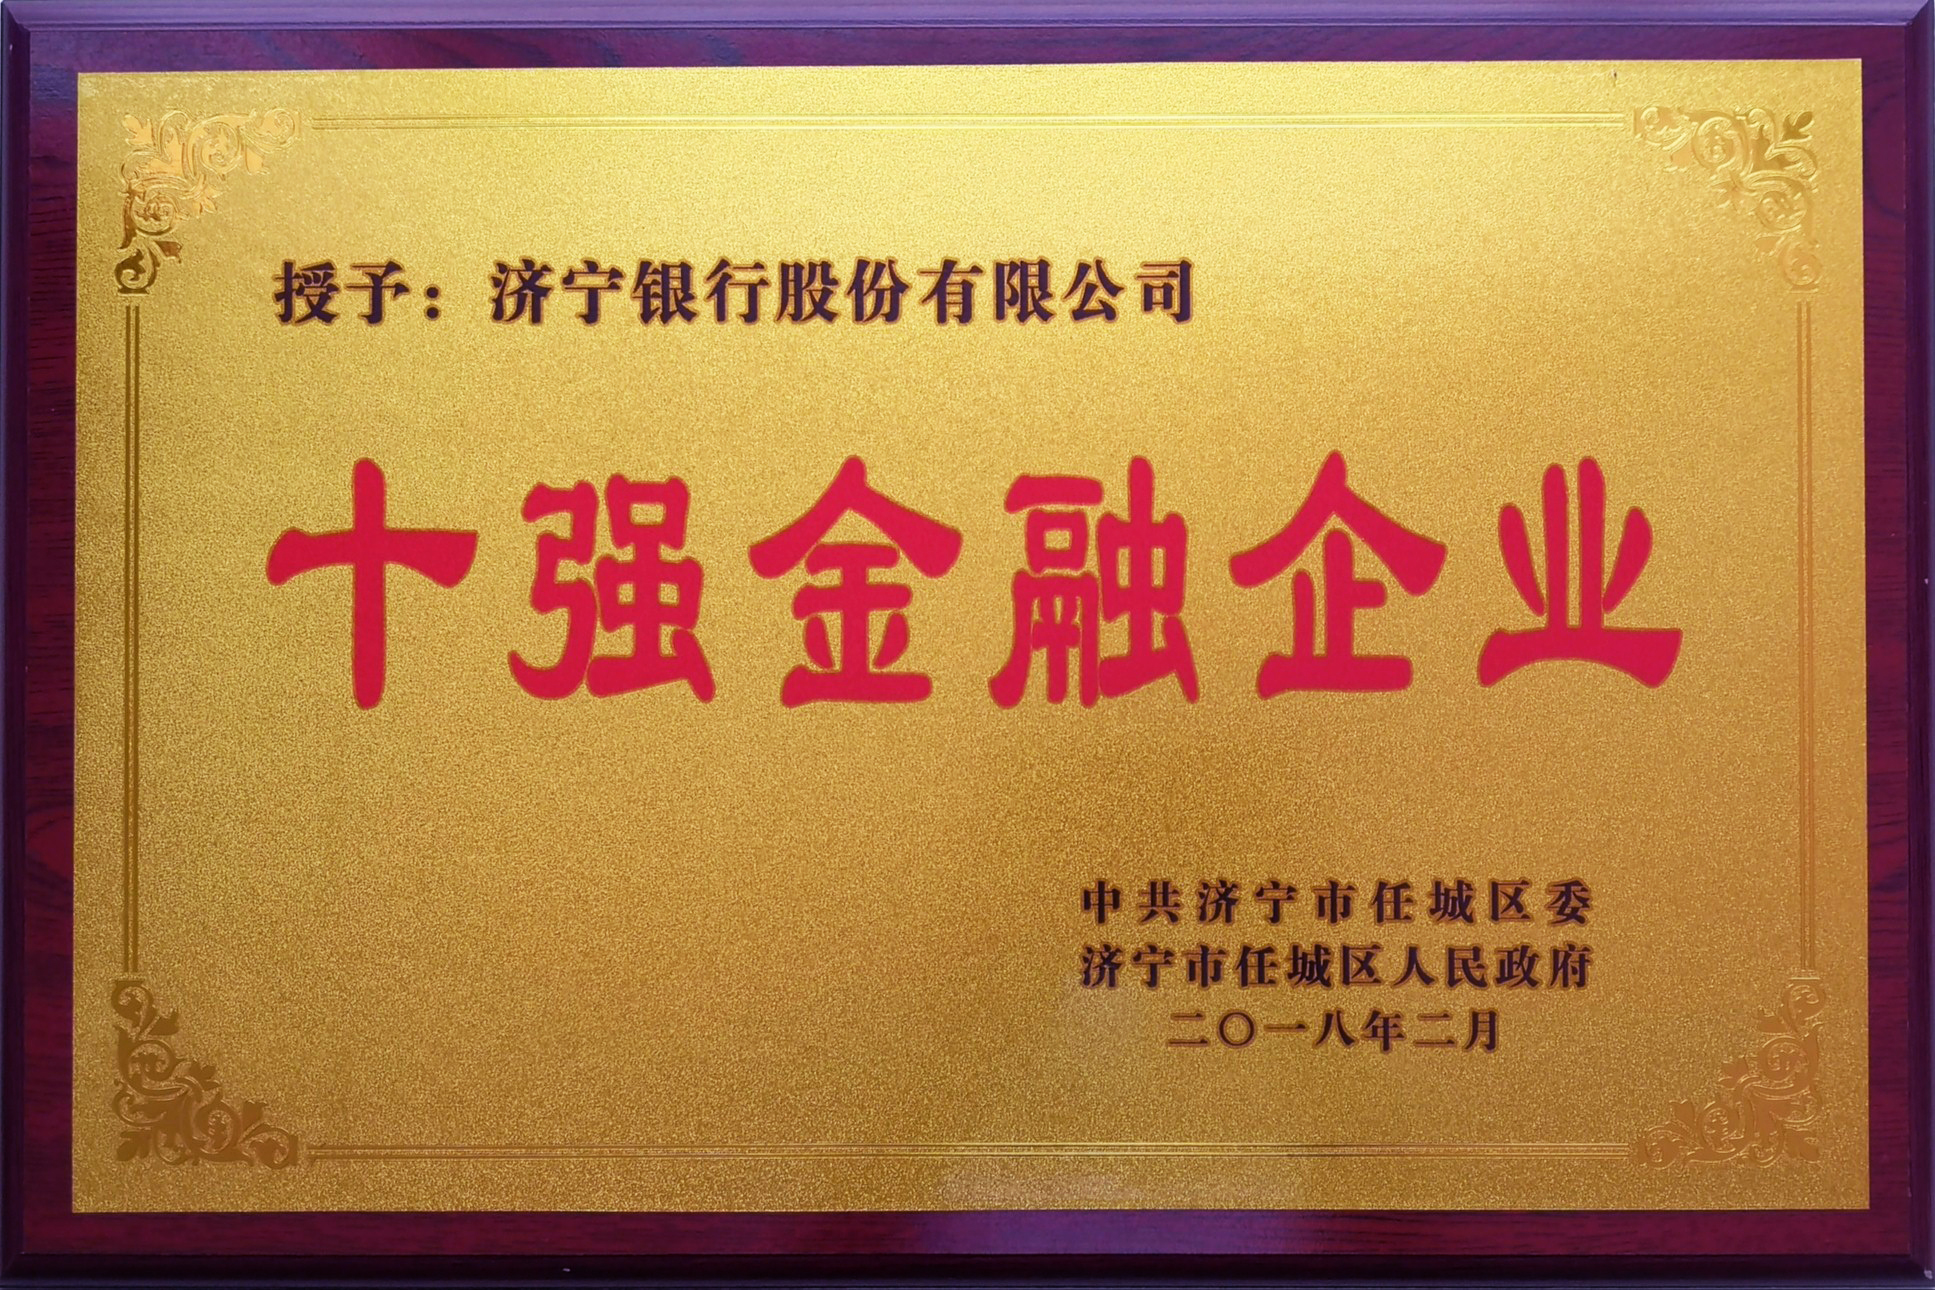 授予：济宁银行股份有限公司
十强金融企业
中共济宁市任城区委
济宁市任城区人民政府
二〇一八年二月